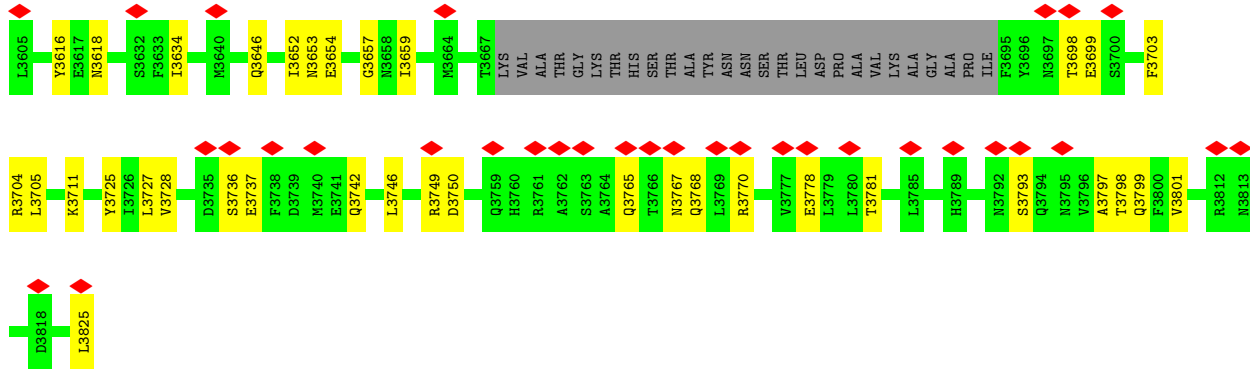 L3605 Y3616 E3617 N3618 S3632 F3633 I3634 M3640 Q3646 I3652 N3653 E3654 G3657 N3658 I3659 M3664 T3667 LYS VAL ALA THR GLY LYS THR HIS SER THR ALA TYR ASN ASN SER THR LEU ASP PRO ALA VAL LYS ALA GLY ALA PRO ILE F3695 Y3696 N3697 T3698 E3699 S3700 F3703
R3704 L3705 K3711 Y3725 I3726 L3727 V3728 D3735 S3736 E3737 F3738 D3739 M3740 E3741 Q3742 L3746 R3749 D3750 Q3759 H3760 R3761 A3762 S3763 A3764 Q3765 T3766 N3767 Q3768 L3769 R3770 V3777 E3778 L3779 L3780 T3781 L3785 H3789 N3792 S3793 Q3794 N3795 V3796 A3797 T3798 Q3799 F3800 V3801 R3812 N3813
D3818 L3825